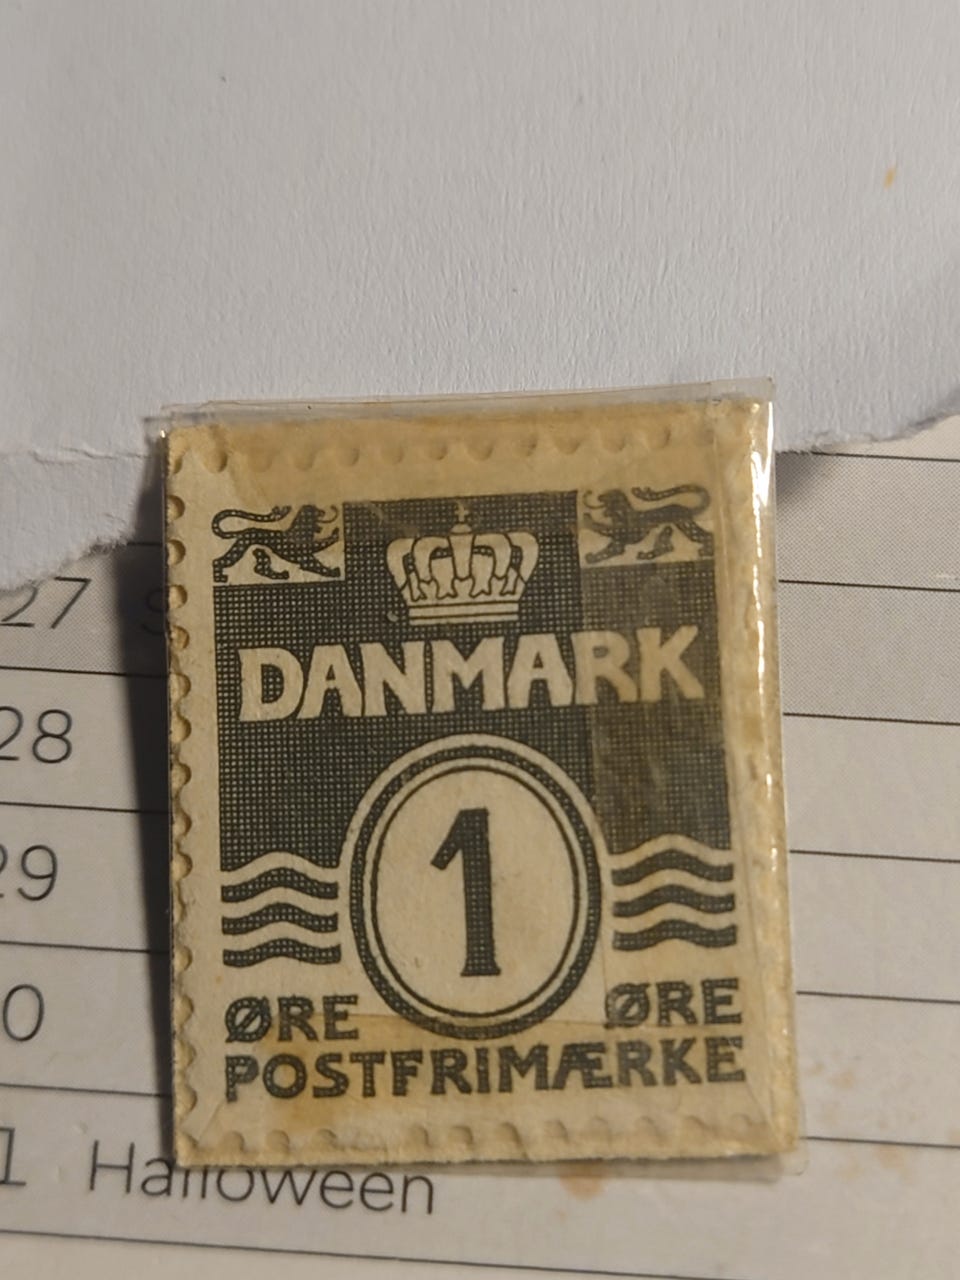 27
28
DANMARK
29
1
0
ØRE ØRE
POSTFRIMÆRKE
1 Halloween